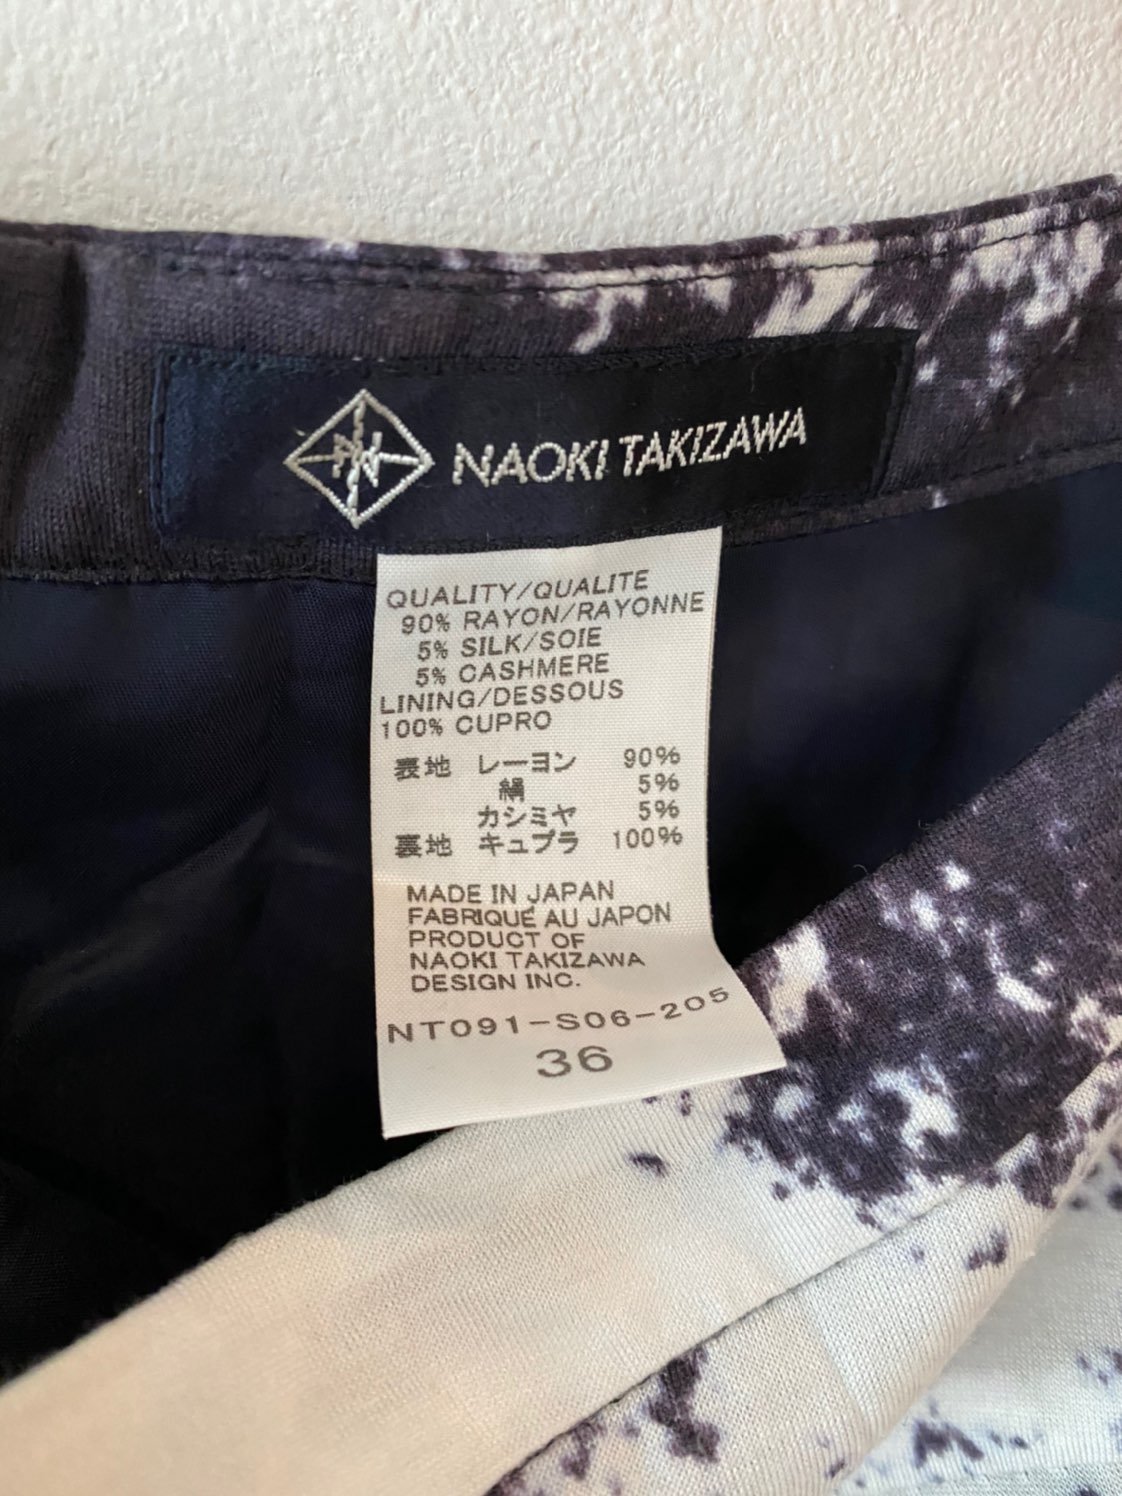 NAOKI TAKIZAWA
QUALITY/QUALITE
90% RAYON/RAYONNE
5% SILK/SOIE
5% CASHMERE
LINING/DESSOUS
100% CUPRO
表地 レーヨン 90%
絹 5%
カシミヤ 5%
裏地 キュプラ 100%
MADE IN JAPAN
FABRIQUÉ AU JAPON
PRODUCT OF
NAOKI TAKIZAWA
DESIGN INC.
NT091-S06-205
36